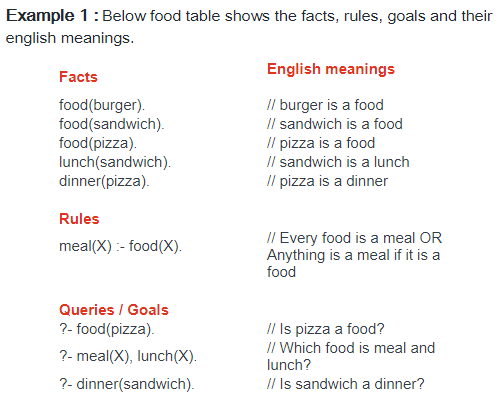 Example 1 : Below food table shows the facts, rules, goals and their
english meanings.
Facts English meanings
food(burger). // burger is a food
food(sandwich). // sandwich is a food
food(pizza). // pizza is a food
lunch(sandwich). // sandwich is a lunch
dinner(pizza). // pizza is a dinner
Rules
meal(X) :- food(X). // Every food is a meal OR
Anything is a meal if it is a
food
Queries / Goals
?- food(pizza). // Is pizza a food?
?- meal(X), lunch(X). // Which food is meal and
lunch?
?- dinner(sandwich). // Is sandwich a dinner?